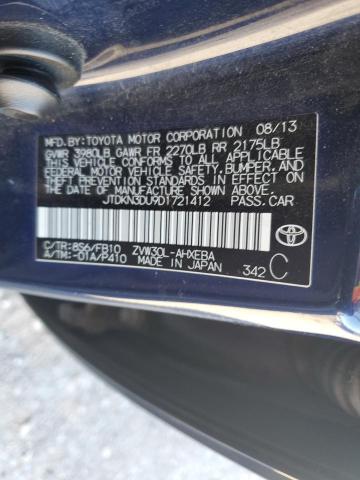 MFD.BY:TOYOTA MOTOR CORPORATION 08/13
GVWR 3980LB GAWR FR 2270LB RR 2175LB
THIS VEHICLE CONFORMS TO ALL APPLICABLE
FEDERAL MOTOR VEHICLE SAFETY, BUMPER, AND
THEFT PREVENTION STANDARDS IN EFFECT ON
THE DATE OF MANUFACTURE SHOWN ABOVE.
JTDKN3DU9D1721412 PASS.CAR
C/TR:8S6/FB10 ZVW30L-AHXEBA
A/TM:-01A/P410 MADE IN JAPAN 342 C